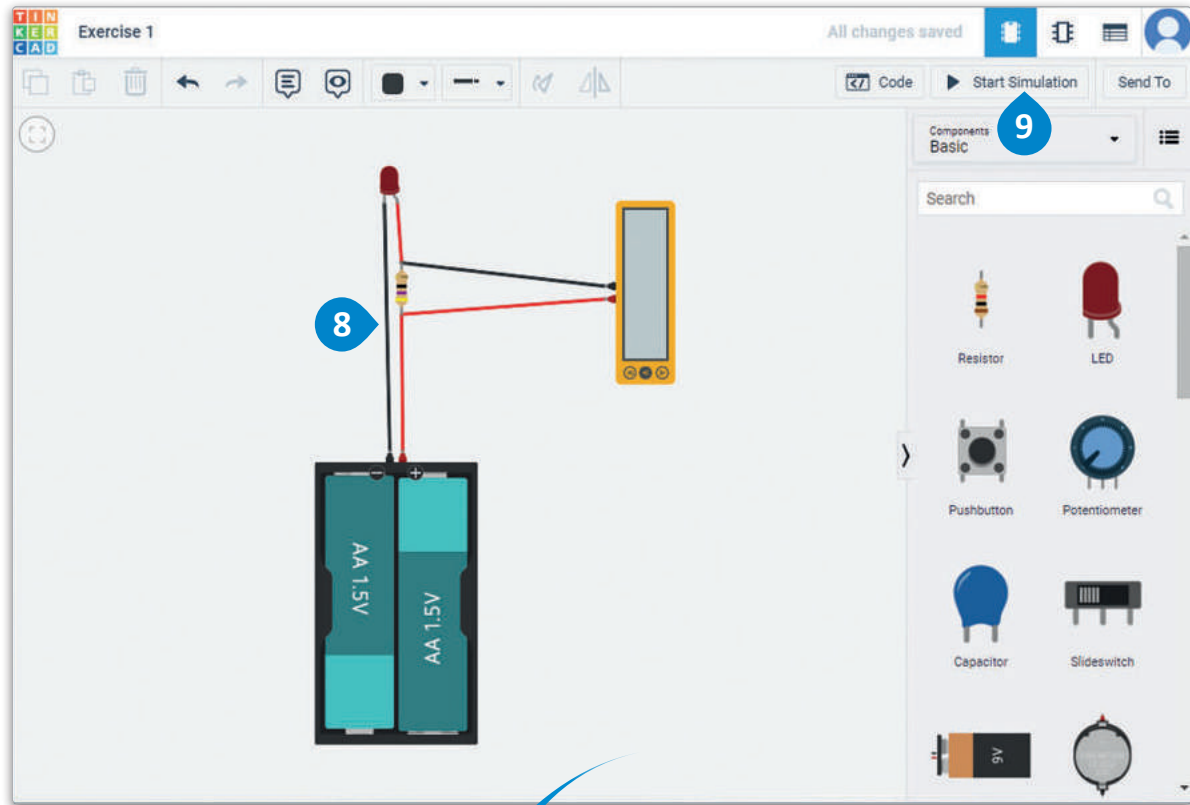 TIN
KER
CAD
Exercise 1
All changes saved
Code
Start Simulation
Send To
9
Components
Basic
Search
8
Resistor
LED
Pushbutton
Potentiometer
Capacitor
Slideswitch
AA 1.5V
AA 1.5V
9V